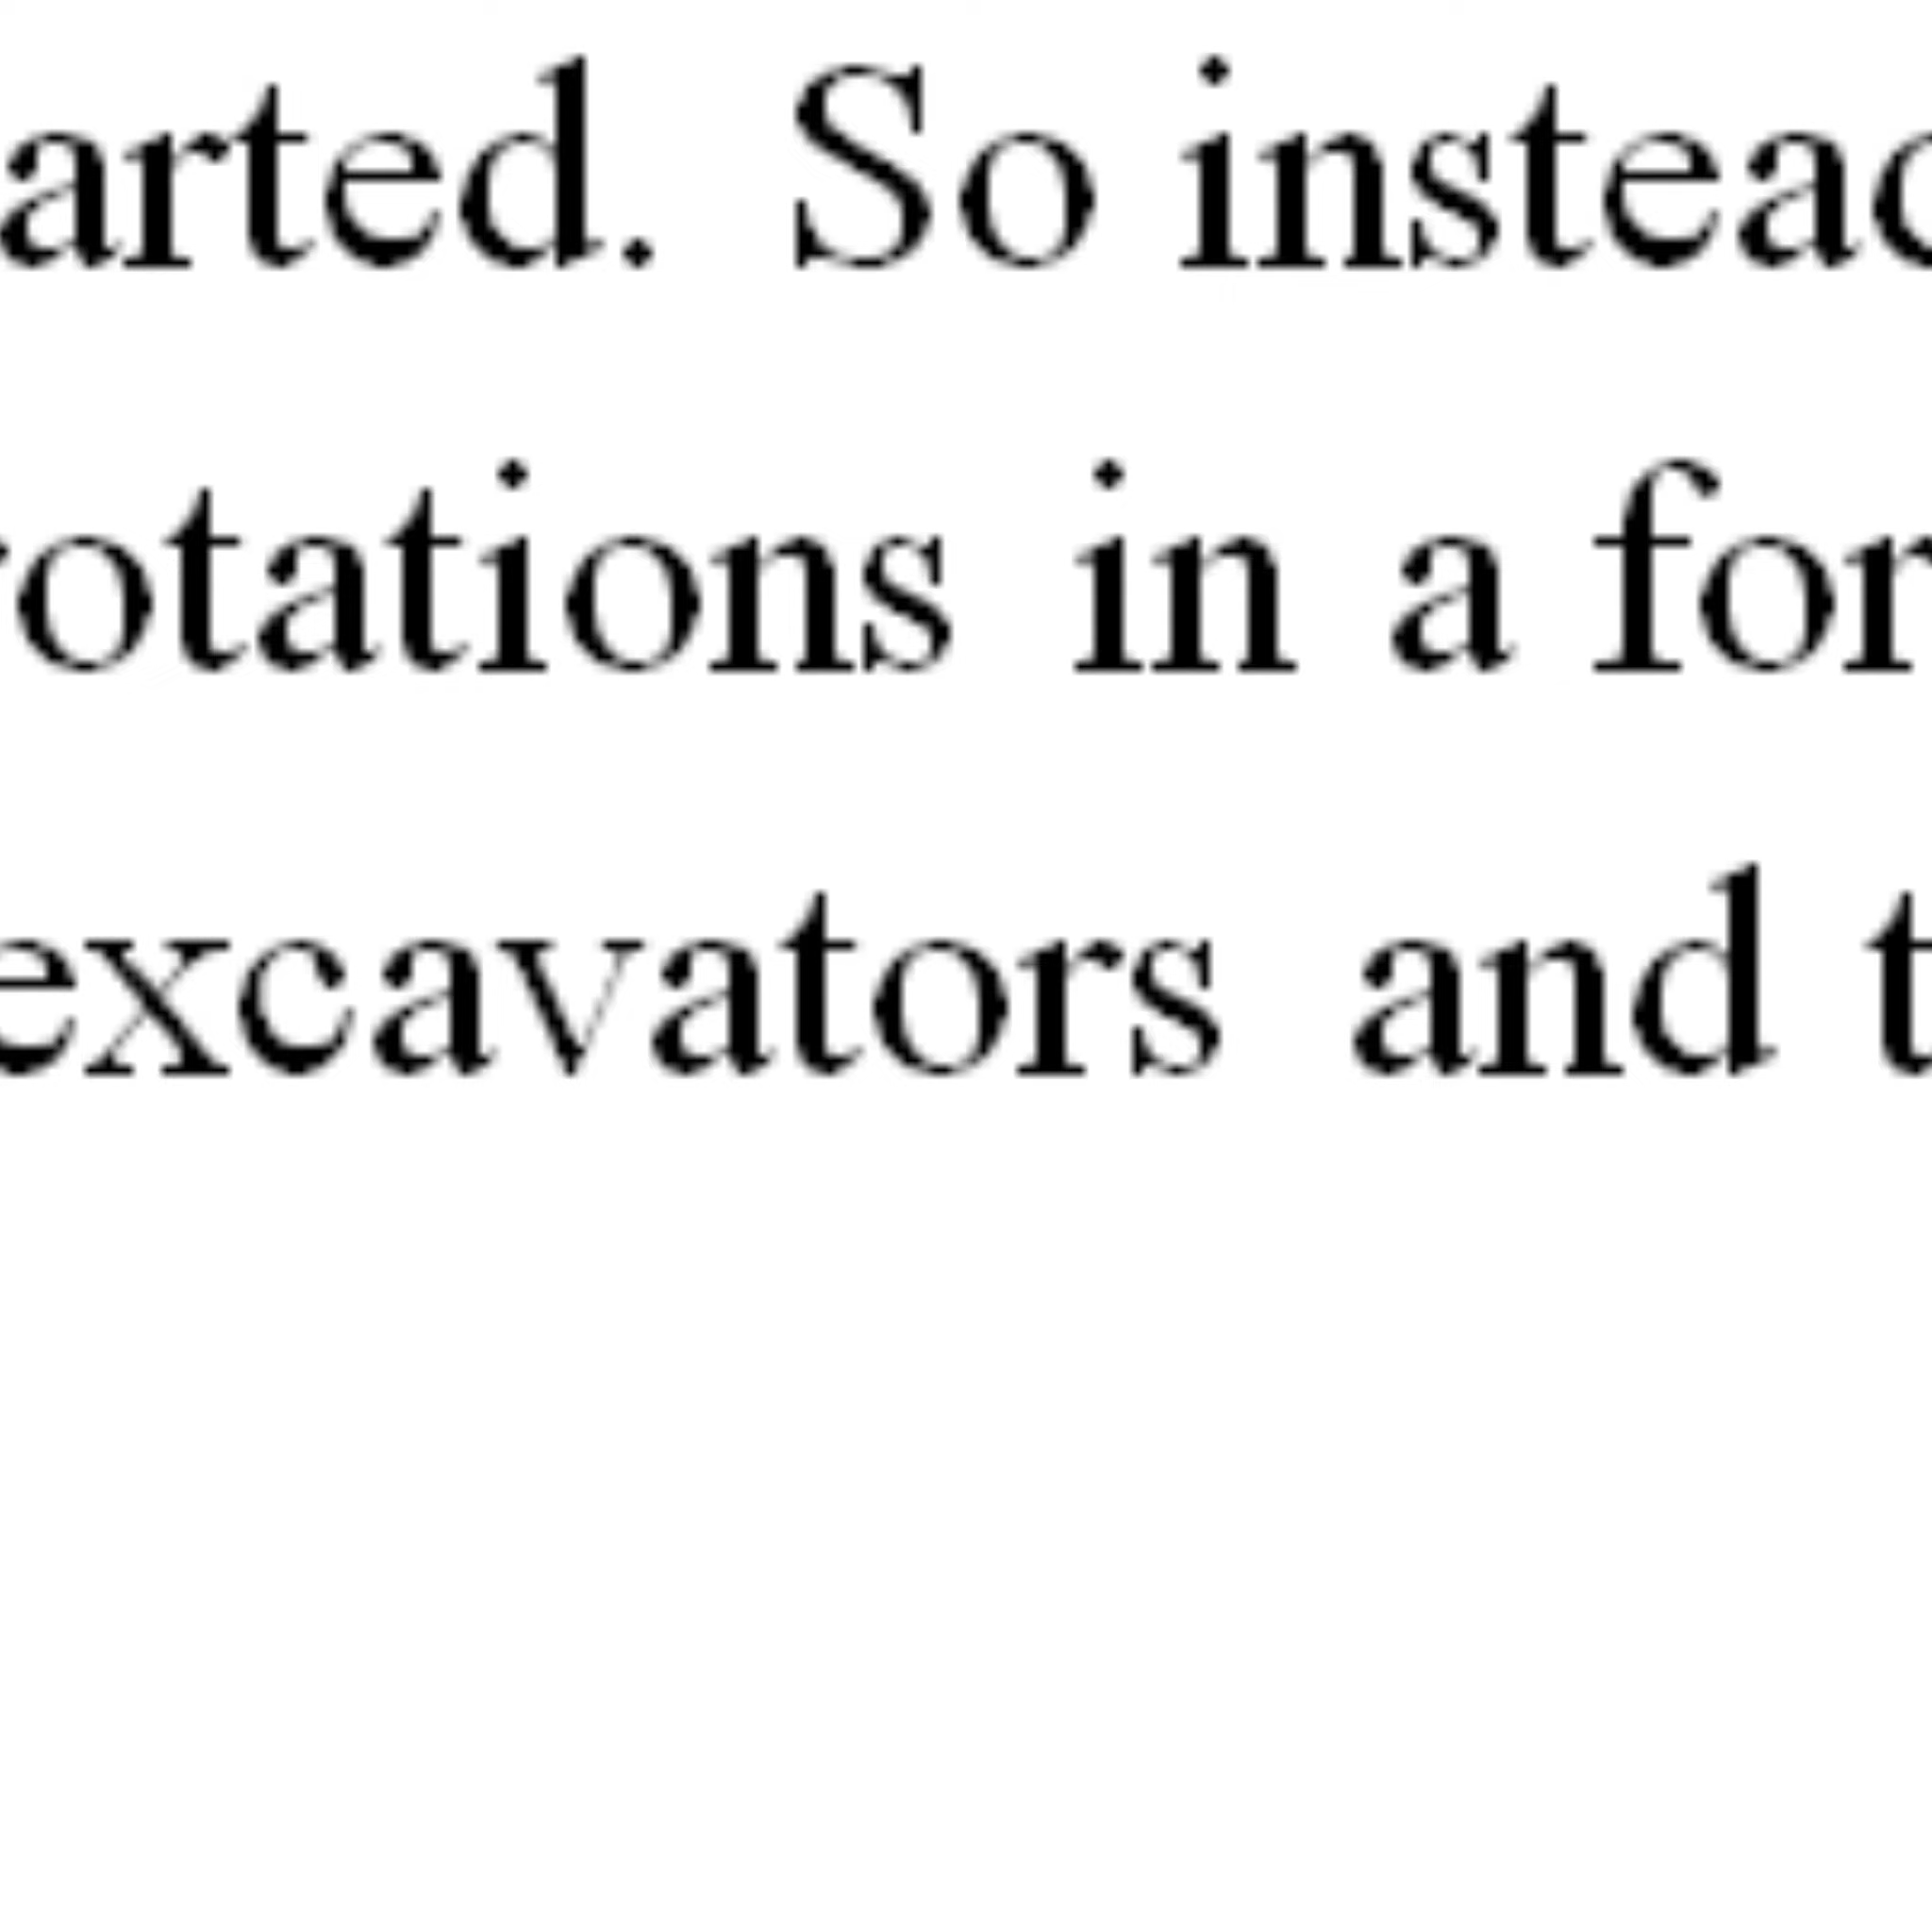 arted. So instead
otations in a for
excavators and t